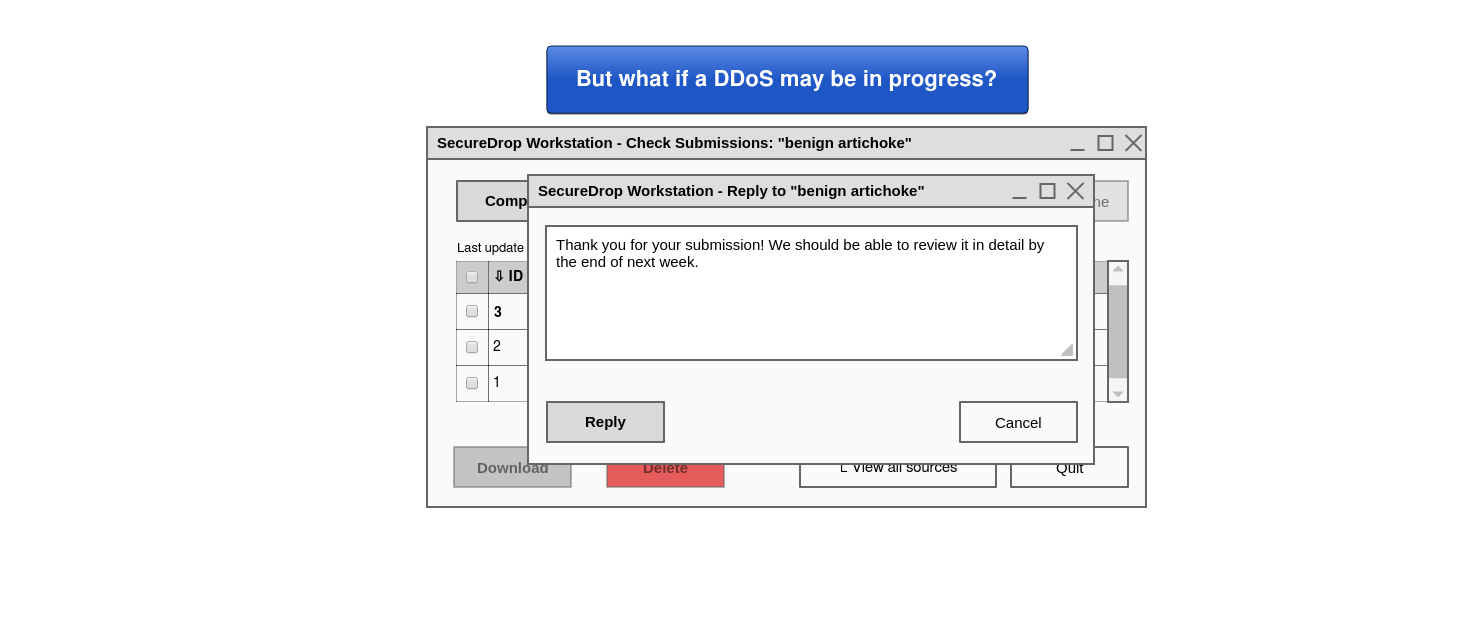 But what if a DDoS may be in progress?
SecureDrop Workstation - Check Submissions: "benign artichoke"
SecureDrop Workstation - Reply to "benign artichoke"
Thank you for your submission! We should be able to review it in detail by
the end of next week.
Last update
⇩ ID
3
2
1
Reply
Cancel
Download
Delete
View all sources
Quit